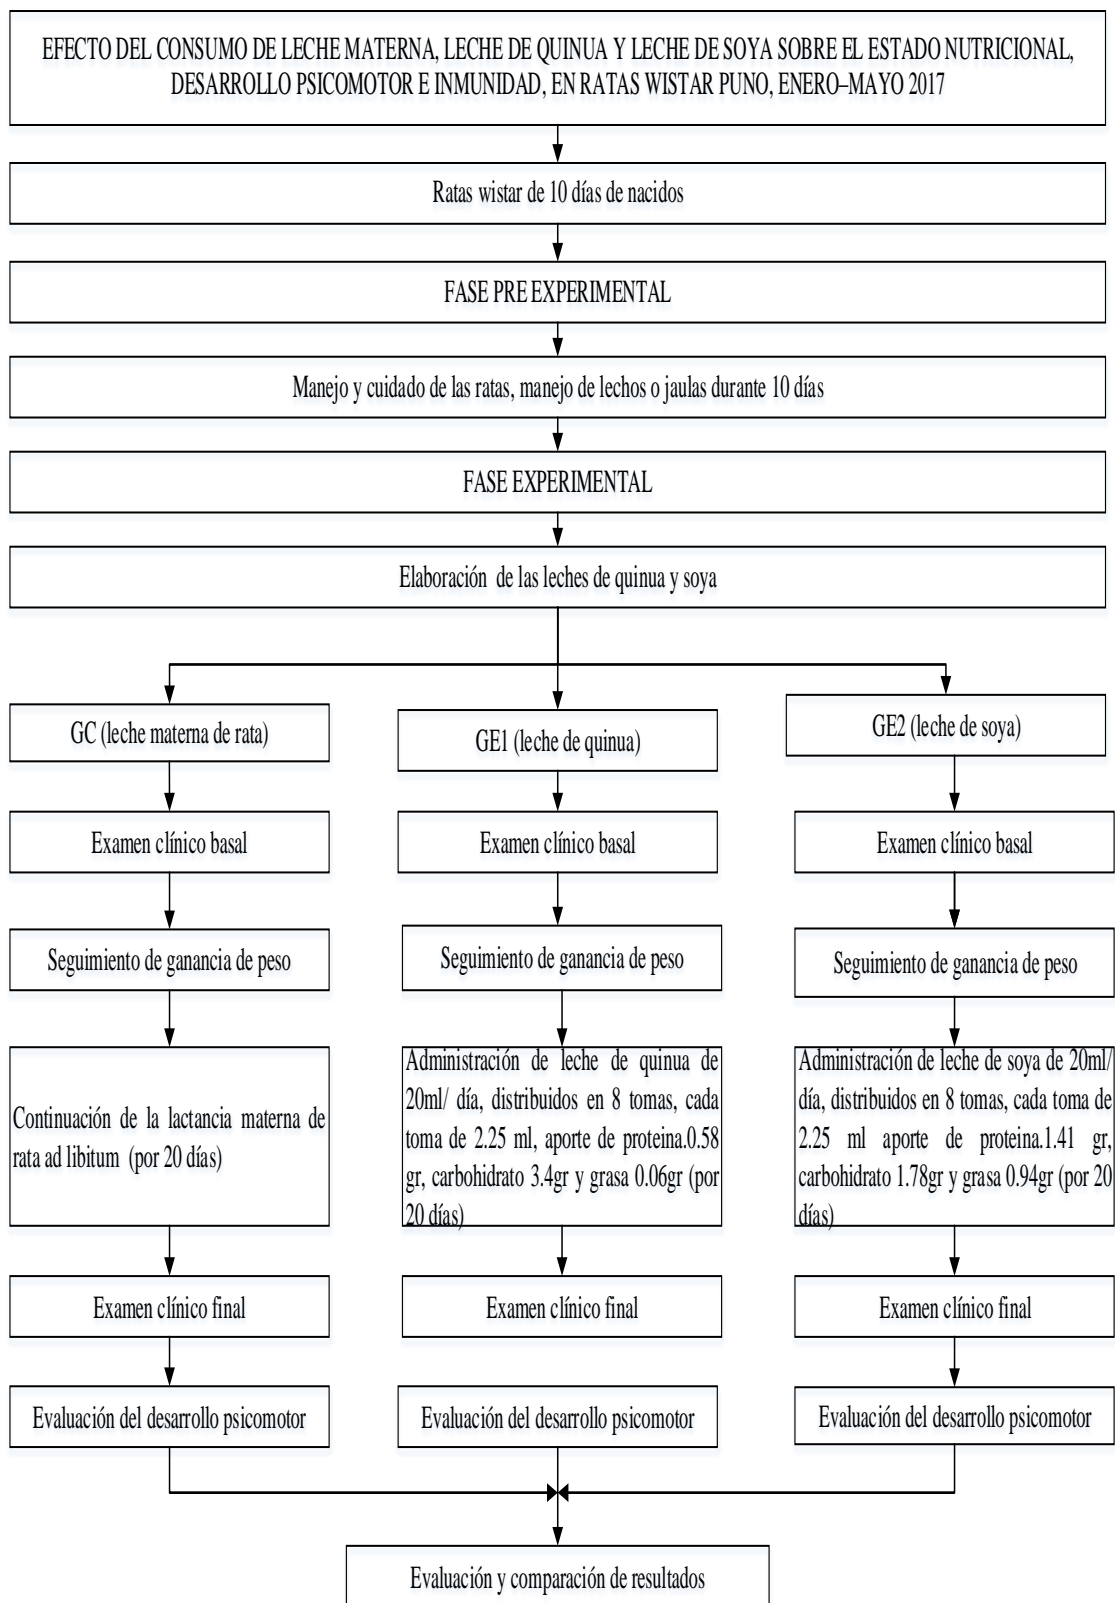 EFECTO DEL CONSUMO DE LECHE MATERNA, LECHE DE QUINUA Y LECHE DE SOYA SOBRE EL ESTADO NUTRICIONAL,
DESARROLLO PSICOMOTOR E INMUNIDAD, EN RATAS WISTAR PUNO, ENERO–MAYO 2017
Ratas wistar de 10 días de nacidos
FASE PRE EXPERIMENTAL
Manejo y cuidado de las ratas, manejo de lechos o jaulas durante 10 días
FASE EXPERIMENTAL
Elaboración de las leches de quinua y soya
GC (leche materna de rata)
GE1 (leche de quinua)
GE2 (leche de soya)
Examen clínico basal
Examen clínico basal
Examen clínico basal
Seguimiento de ganancia de peso
Seguimiento de ganancia de peso
Seguimiento de ganancia de peso
Continuación de la lactancia materna de
rata ad libitum (por 20 días)
Administración de leche de quinua de
20ml/ día, distribuidos en 8 tomas, cada
toma de 2.25 ml, aporte de proteina.0.58
gr, carbohidrato 3.4gr y grasa 0.06gr (por
20 días)
Administración de leche de soya de 20ml/
día, distribuidos en 8 tomas, cada toma de
2.25 ml aporte de proteina.1.41 gr,
carbohidrato 1.78gr y grasa 0.94gr (por 20
días)
Examen clínico final
Examen clínico final
Examen clínico final
Evaluación del desarrollo psicomotor
Evaluación del desarrollo psicomotor
Evaluación del desarrollo psicomotor
Evaluación y comparación de resultados